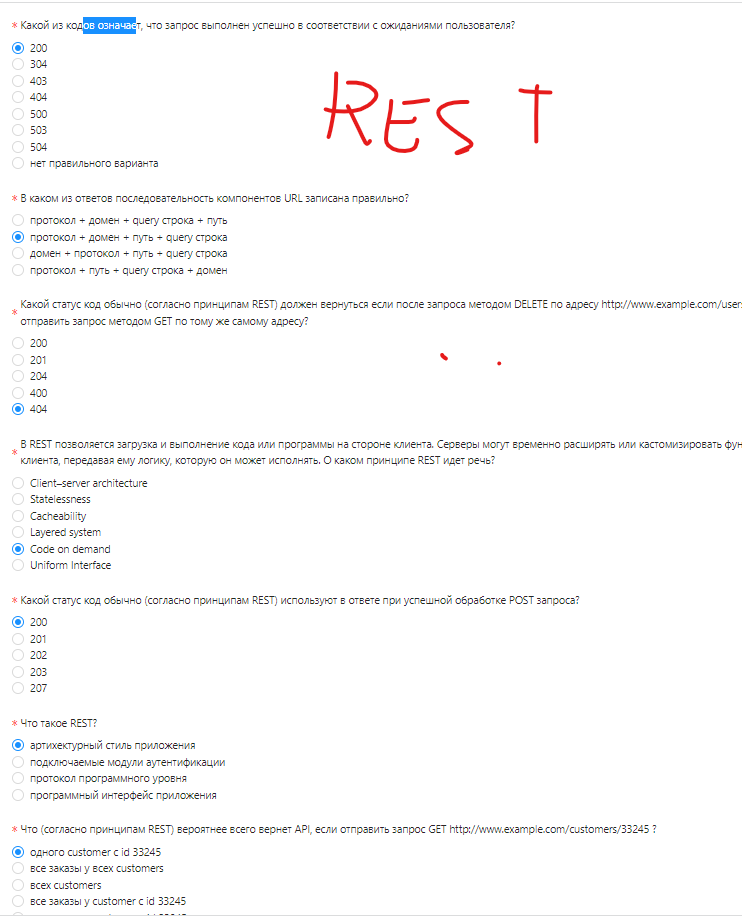 * Какой из кодов означает, что запрос выполнен успешно в соответствии с ожиданиями пользователя?
200
304
403
404
500
503
504
нет правильного варианта
REST
* В каком из ответов последовательность компонентов URL записана правильно?
протокол + домен + query строка + путь
протокол + домен + путь + query строка
домен + протокол + путь + query строка
протокол + путь + query строка + домен
* Какой статус код обычно (согласно принципам REST) должен вернуться если после запроса методом DELETE по адресу http://www.example.com/user
отправить запрос методом GET по тому же самому адресу?
200
201
204
400
404
* В REST позволяется загрузка и выполнение кода или программы на стороне клиента. Серверы могут временно расширять или кастомизировать фун
клиента, передавая ему логику, которую он может исполнять. О каком принципе REST идет речь?
Client–server architecture
Statelessness
Cacheability
Layered system
Code on demand
Uniform Interface
* Какой статус код обычно (согласно принципам REST) используют в ответе при успешной обработке POST запроса?
200
201
202
203
207
* Что такое REST?
артихектурный стиль приложения
подключаемые модули аутентификации
протокол программного уровня
программный интерфейс приложения
* Что (согласно принципам REST) вероятнее всего вернет API, если отправить запрос GET http://www.example.com/customers/33245 ?
одного customer с id 33245
все заказы у всех customers
всех customers
все заказы у customer с id 33245